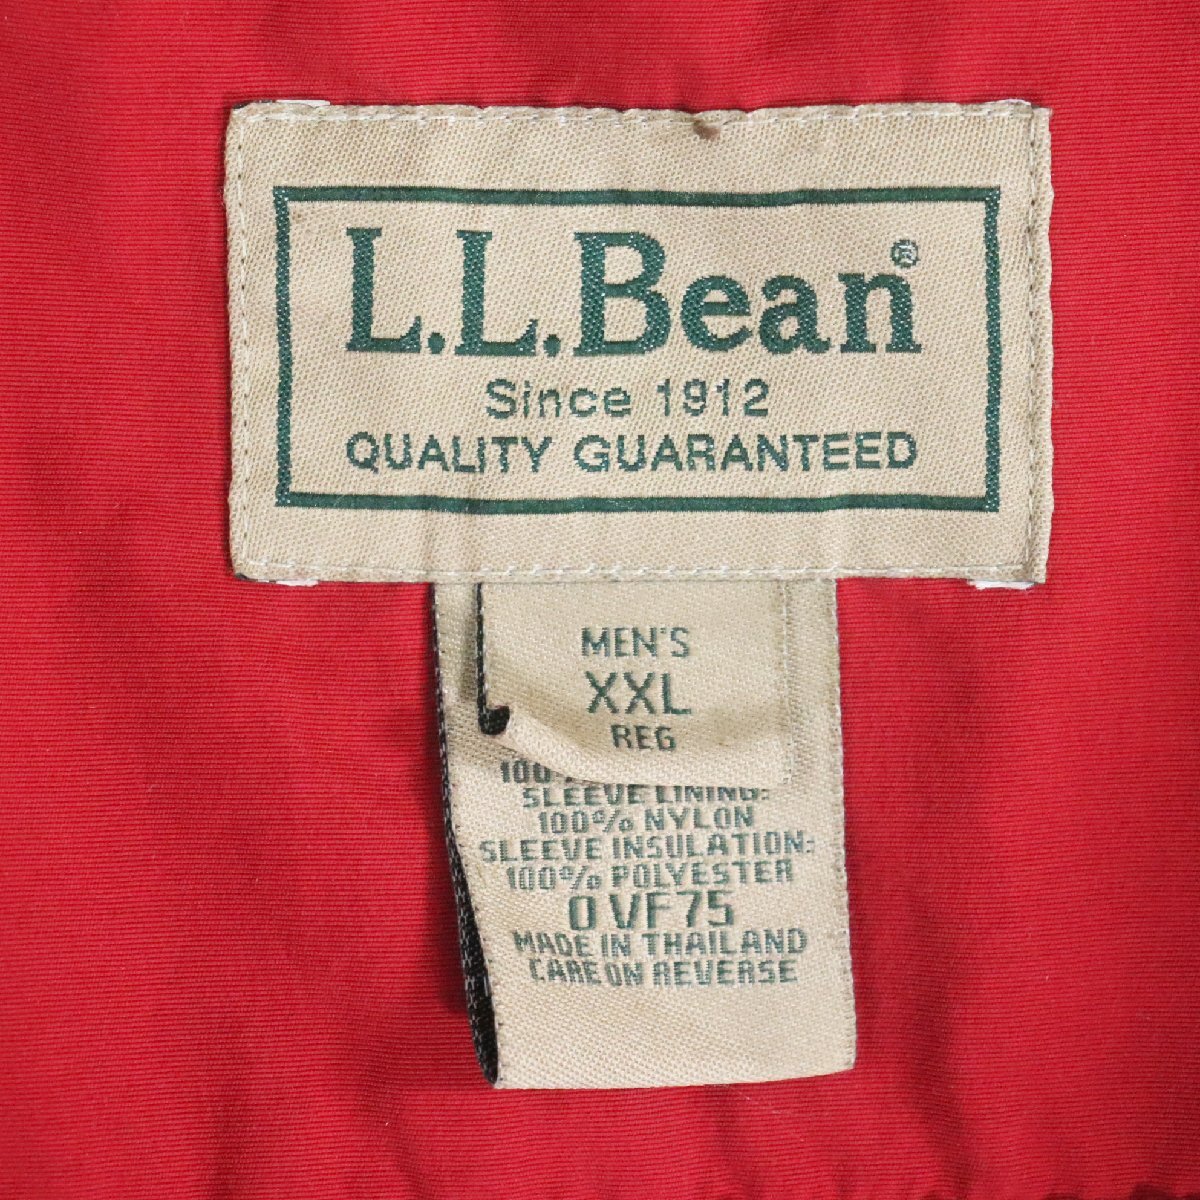 L.L.Bean®
Since 1912
QUALITY GUARANTEED
MEN'S
XXL
REG
SLEEVE LINING:
100% NYLON
SLEEVE INSULATION:
100% POLYESTER
0 VF75
MADE IN THAILAND
CARE ON REVERSE